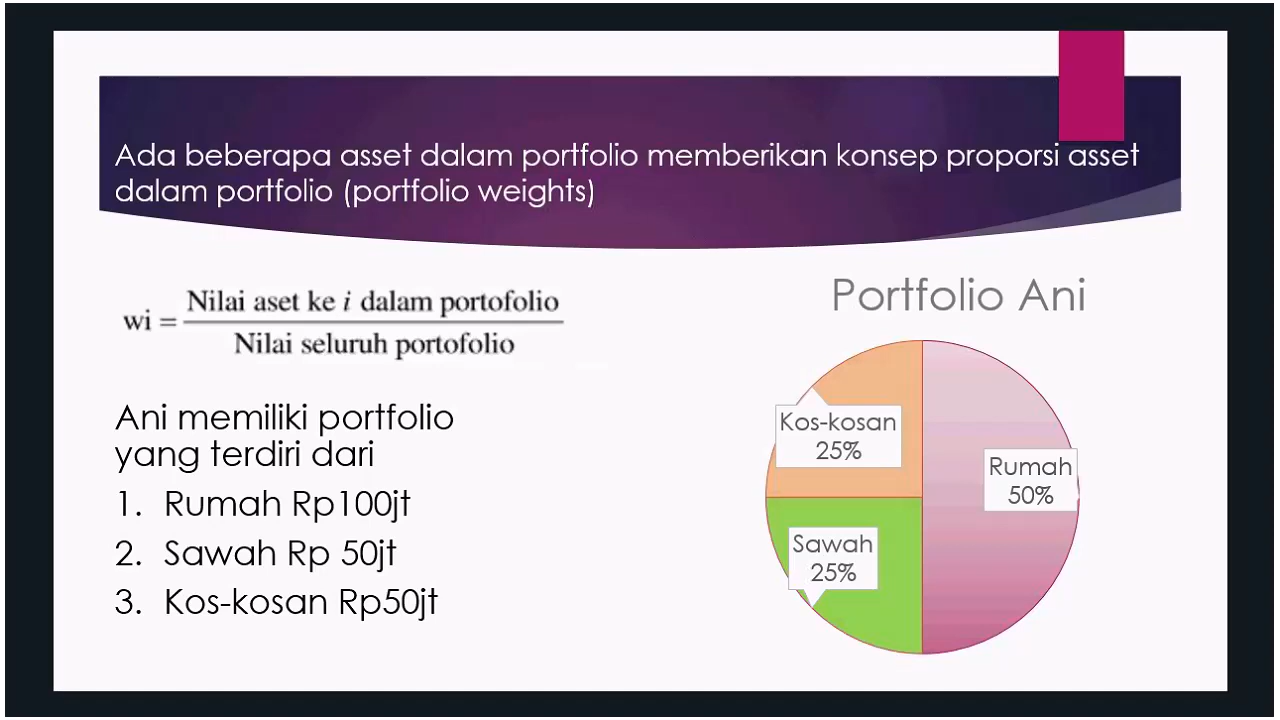 Ada beberapa asset dalam portfolio memberikan konsep proporsi asset
dalam portfolio (portfolio weights)
wi = Nilai aset ke i dalam portofolio
Nilai seluruh portofolio
Ani memiliki portfolio
yang terdiri dari
1. Rumah Rp100jt
2. Sawah Rp 50jt
3. Kos-kosan Rp50jt
Portfolio Ani
Kos-kosan
25%
Rumah
50%
Sawah
25%